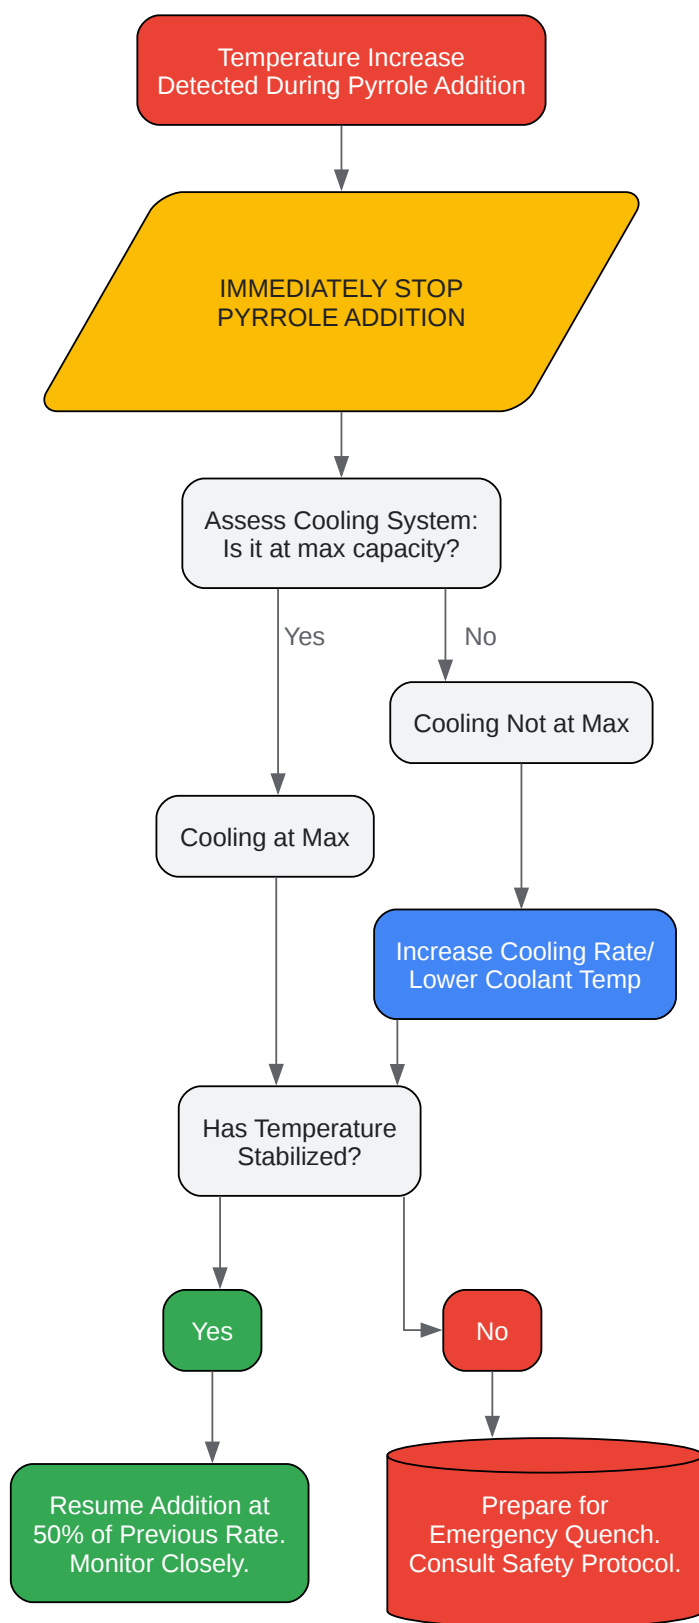 Temperature Increase
Detected During Pyrrole Addition
IMMEDIATELY STOP
PYRROLE ADDITION
Assess Cooling System:
Is it at max capacity?
Yes
No
Cooling Not at Max
Cooling at Max
Increase Cooling Rate/
Lower Coolant Temp
Has Temperature
Stabilized?
Yes
No
Resume Addition at
50% of Previous Rate.
Monitor Closely.
Prepare for
Emergency Quench.
Consult Safety Protocol.